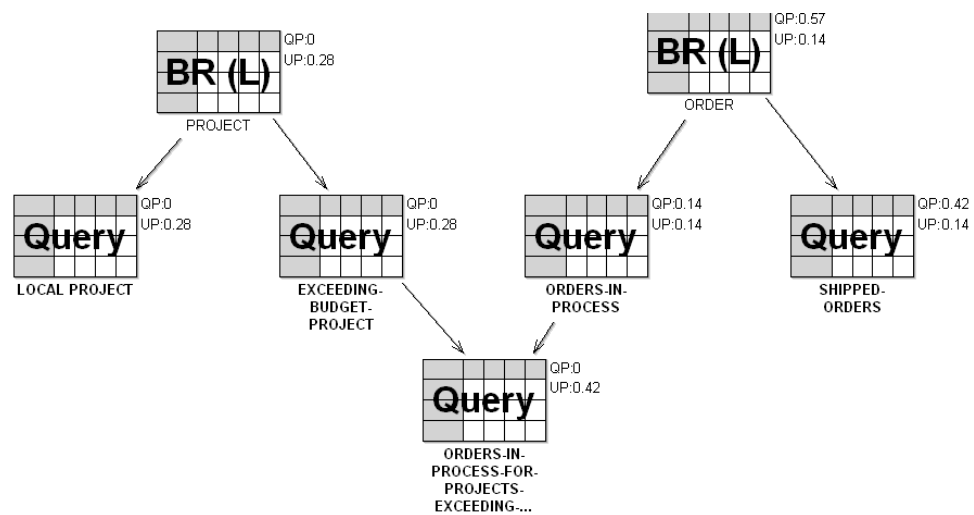 BR (L)
QP:0
UP:0.28
PROJECT
BR (L)
QP:0.57
UP:0.14
ORDER
Query
QP:0
UP:0.28
LOCAL PROJECT
Query
QP:0
UP:0.28
EXCEEDING-
BUDGET-
PROJECT
Query
QP:0.14
UP:0.14
ORDERS-IN-
PROCESS
Query
QP:0.42
UP:0.14
SHIPPED-
ORDERS
Query
QP:0
UP:0.42
ORDERS-IN-
PROCESS-FOR-
PROJECTS-
EXCEEDING-...